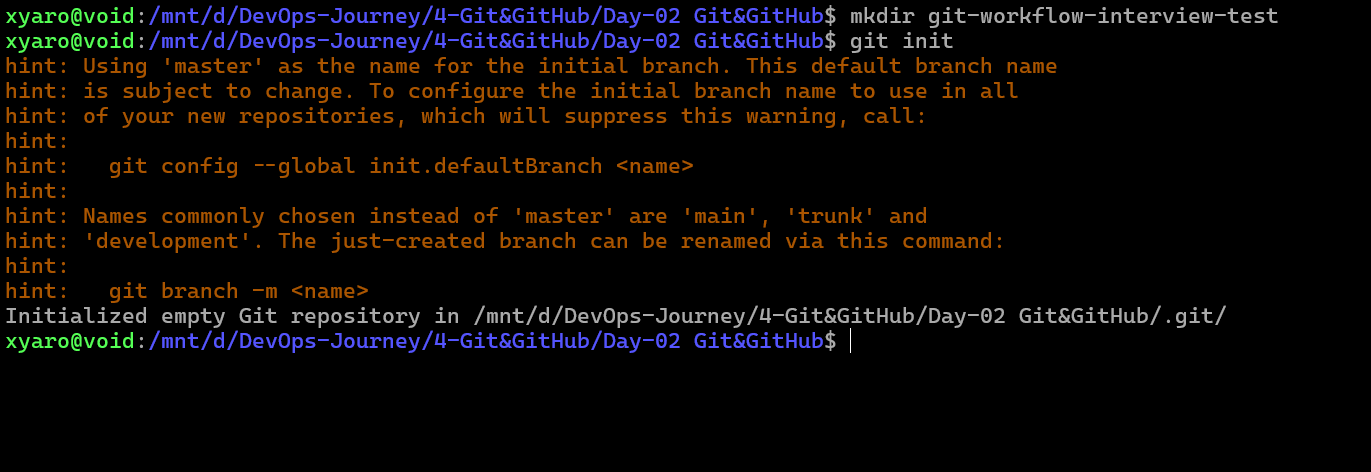 xyaro@void:/mnt/d/DevOps-Journey/4-Git&GitHub/Day-02 Git&GitHub$ mkdir git-workflow-interview-test
xyaro@void:/mnt/d/DevOps-Journey/4-Git&GitHub/Day-02 Git&GitHub$ git init
hint: Using 'master' as the name for the initial branch. This default branch name
hint: is subject to change. To configure the initial branch name to use in all
hint: of your new repositories, which will suppress this warning, call:
hint:
hint:   git config --global init.defaultBranch <name>
hint:
hint: Names commonly chosen instead of 'master' are 'main', 'trunk' and
hint: 'development'. The just-created branch can be renamed via this command:
hint:
hint:   git branch -m <name>
Initialized empty Git repository in /mnt/d/DevOps-Journey/4-Git&GitHub/Day-02 Git&GitHub/.git/
xyaro@void:/mnt/d/DevOps-Journey/4-Git&GitHub/Day-02 Git&GitHub$